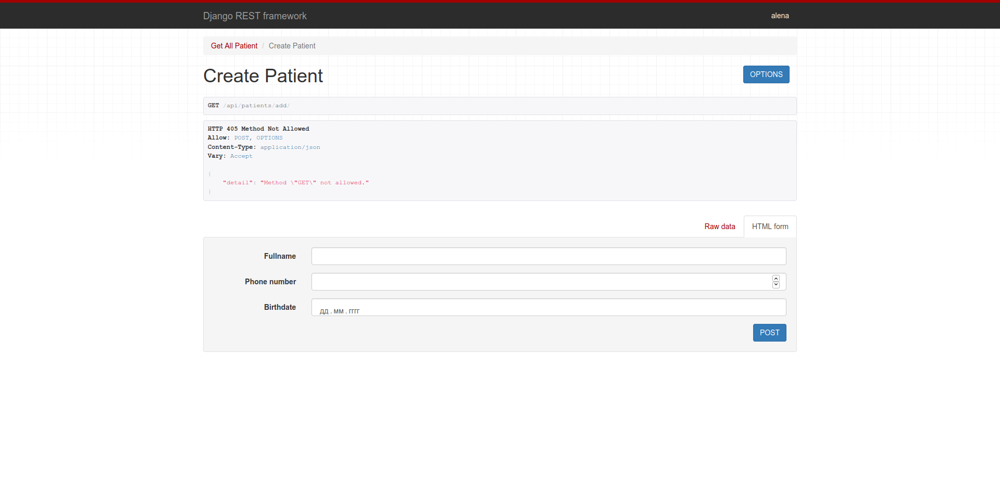 Django REST framework
alena
Get All Patient / Create Patient
Create Patient
OPTIONS
GET /api/patients/add/
HTTP 405 Method Not Allowed
Allow: POST, OPTIONS
Content-Type: application/json
Vary: Accept
{
"detail": "Method \"GET\" not allowed."
}
Raw data
HTML form
Fullname
Phone number
Birthdate
дд . мм . гггг
POST